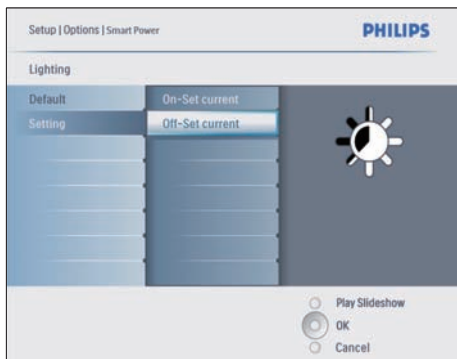 Setup | Options | Smart Power
PHILIPS
Lighting
Default
On-Set current
Setting
Off-Set current
Play Slideshow
OK
Cancel